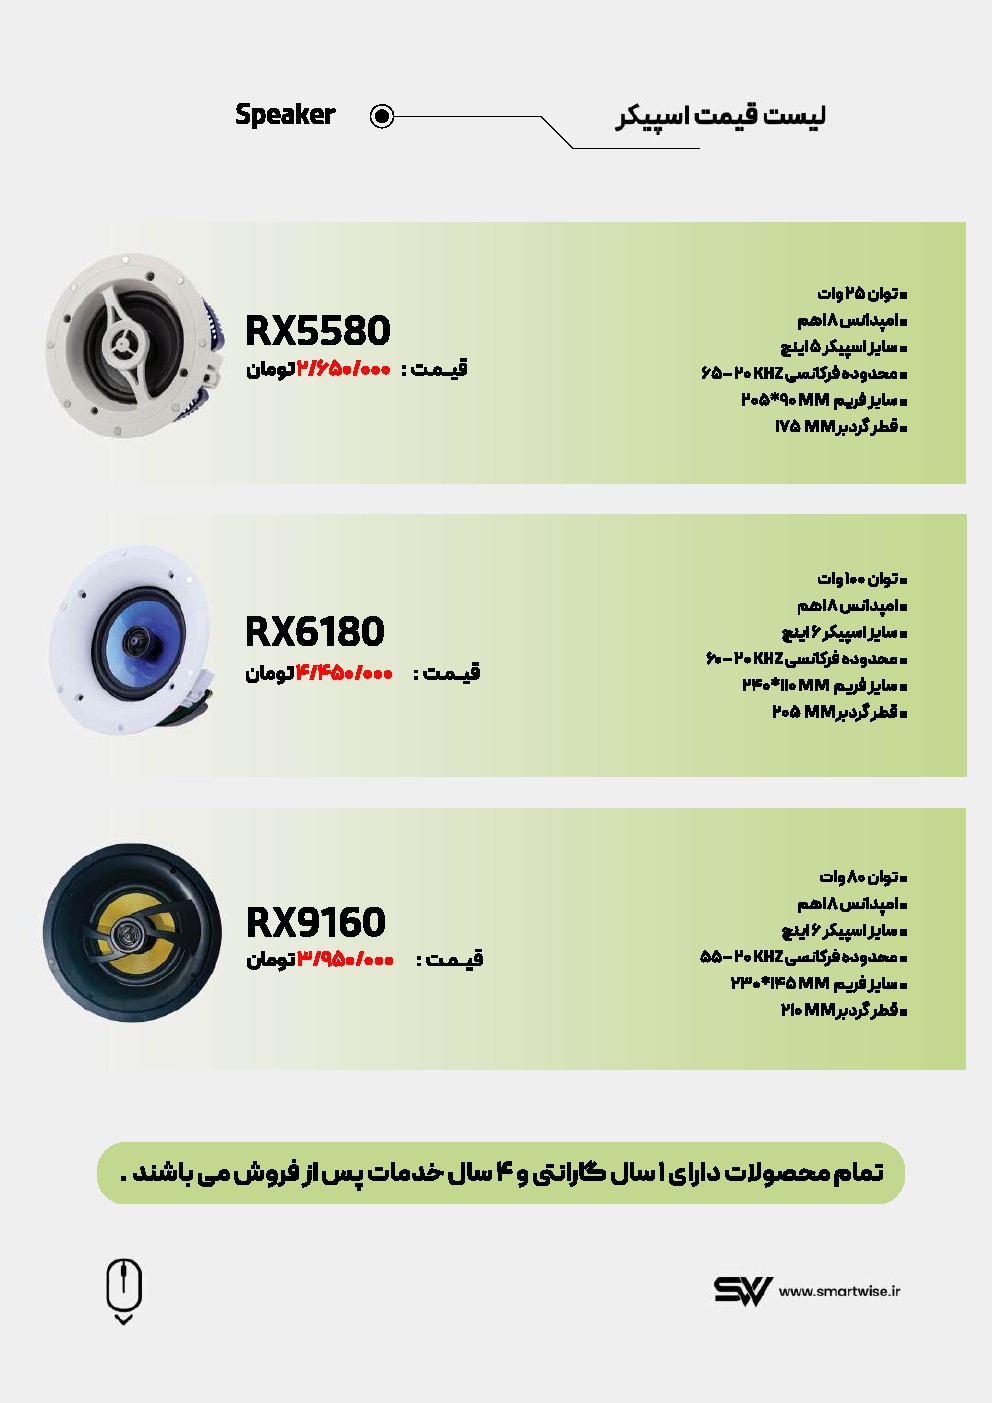 لیست قیمت اسپیکر
Speaker
▪ توان ۲۵ وات
▪ امپدانس ۸ اهم
▪ سایز اسپیکر ۵ اینچ
▪ محدوده فرکانسی ۶۵–۲۰ KHZ
▪ سایز فریم ۲۰۵*۹۰ MM
▪ قطر گردبر ۱۷۵ MM
RX5580
قیـمـت : ۲/۶۵۰/۰۰۰ تومان
▪ توان ۱۰۰ وات
▪ امپدانس ۸ اهم
▪ سایز اسپیکر ۶ اینچ
▪ محدوده فرکانسی ۶۰–۲۰ KHZ
▪ سایز فریم ۲۴۰*۱۱۰ MM
▪ قطر گردبر ۲۰۵ MM
RX6180
قیـمـت : ۴/۴۵۰/۰۰۰ تومان
▪ توان ۸۰ وات
▪ امپدانس ۸ اهم
▪ سایز اسپیکر ۶ اینچ
▪ محدوده فرکانسی ۵۵–۲۰ KHZ
▪ سایز فریم ۲۳۰*۱۴۵ MM
▪ قطر گردبر ۲۱۰ MM
RX9160
قیـمـت : ۳/۹۵۰/۰۰۰ تومان
تمام محصولات دارای ۱ سال گارانتی و ۴ سال خدمات پس از فروش می باشند .
SW www.smartwise.ir